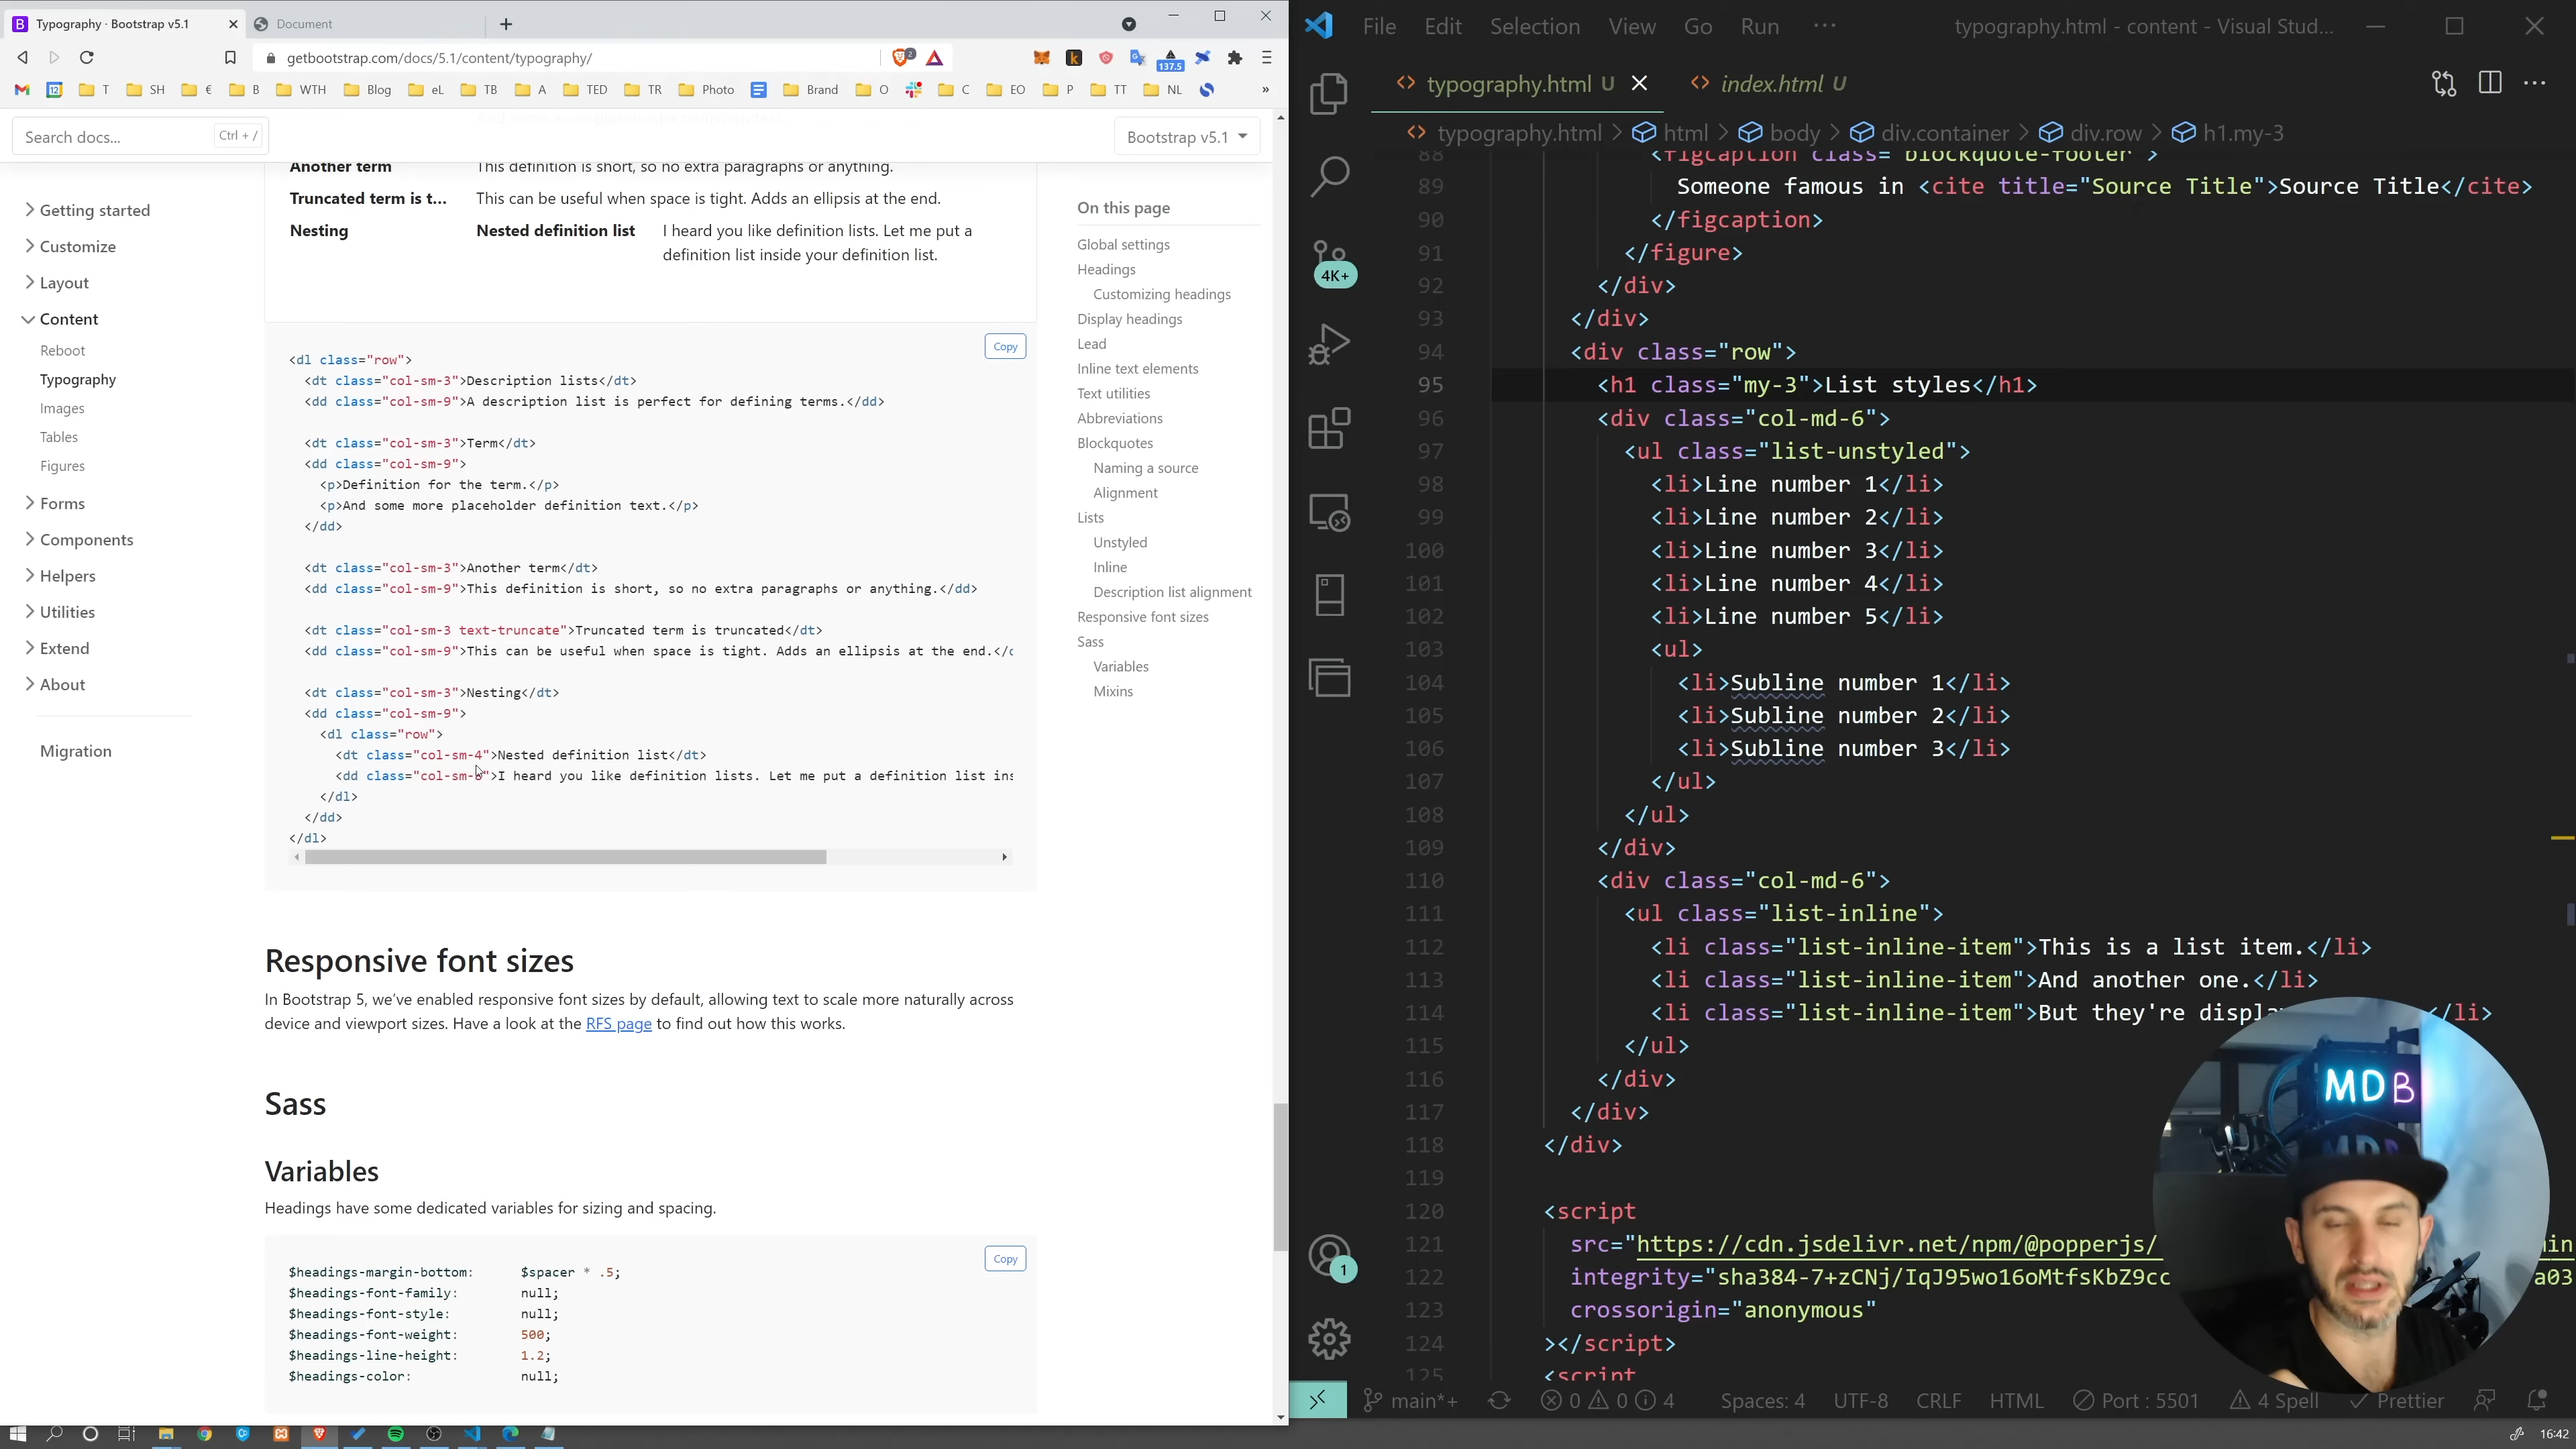 Typography · Bootstrap v5.1
Document
getbootstrap.com/docs/5.1/content/typography/
2
137.5
12
T
SH
€
B
WTH
Blog
eL
TB
A
TED
TR
Photo
Brand
O
C
EO
P
TT
NL
»
Search docs...
Ctrl + /
Bootstrap v5.1
Getting started
Customize
Layout
Content
Reboot
Typography
Images
Tables
Figures
Forms
Components
Helpers
Utilities
Extend
About
Migration
Another term
This definition is short, so no extra paragraphs or anything.
Truncated term is t...
This can be useful when space is tight. Adds an ellipsis at the end.
Nesting
Nested definition list
I heard you like definition lists. Let me put a
definition list inside your definition list.
Copy
<dl class="row">
<dt class="col-sm-3">Description lists</dt>
<dd class="col-sm-9">A description list is perfect for defining terms.</dd>
<dt class="col-sm-3">Term</dt>
<dd class="col-sm-9">
<p>Definition for the term.</p>
<p>And some more placeholder definition text.</p>
</dd>
<dt class="col-sm-3">Another term</dt>
<dd class="col-sm-9">This definition is short, so no extra paragraphs or anything.</dd>
<dt class="col-sm-3 text-truncate">Truncated term is truncated</dt>
<dd class="col-sm-9">This can be useful when space is tight. Adds an ellipsis at the end.</
<dt class="col-sm-3">Nesting</dt>
<dd class="col-sm-9">
<dl class="row">
<dt class="col-sm-4">Nested definition list</dt>
<dd class="col-sm-8">I heard you like definition lists. Let me put a definition list ins
</dl>
</dd>
</dl>
Responsive font sizes
In Bootstrap 5, we've enabled responsive font sizes by default, allowing text to scale more naturally across
device and viewport sizes. Have a look at the RFS page to find out how this works.
Sass
Variables
Headings have some dedicated variables for sizing and spacing.
Copy
$headings-margin-bottom: $spacer * .5;
$headings-font-family: null;
$headings-font-style: null;
$headings-font-weight: 500;
$headings-line-height: 1.2;
$headings-color: null;
On this page
Global settings
Headings
Customizing headings
Display headings
Lead
Inline text elements
Text utilities
Abbreviations
Blockquotes
Naming a source
Alignment
Lists
Unstyled
Inline
Description list alignment
Responsive font sizes
Sass
Variables
Mixins
File Edit Selection View Go Run ···
typography.html - content - Visual Stud...
typography.html U
index.html U
typography.html > html > body > div.container > div.row > h1.my-3
4K+
1
88 <figcaption class="blockquote-footer">
89 Someone famous in <cite title="Source Title">Source Title</cite>
90 </figcaption>
91 </figure>
92 </div>
93 </div>
94 <div class="row">
95 <h1 class="my-3">List styles</h1>
96 <div class="col-md-6">
97 <ul class="list-unstyled">
98 <li>Line number 1</li>
99 <li>Line number 2</li>
100 <li>Line number 3</li>
101 <li>Line number 4</li>
102 <li>Line number 5</li>
103 <ul>
104 <li>Subline number 1</li>
105 <li>Subline number 2</li>
106 <li>Subline number 3</li>
107 </ul>
108 </ul>
109 </div>
110 <div class="col-md-6">
111 <ul class="list-inline">
112 <li class="list-inline-item">This is a list item.</li>
113 <li class="list-inline-item">And another one.</li>
114 <li class="list-inline-item">But they're displa </li>
115 </ul>
116 </div>
117 </div>
118 </div>
119
120 <script
121 src="https://cdn.jsdelivr.net/npm/@popperjs/ min
122 integrity="sha384-7+zCNj/IqJ95wo16oMtfsKbZ9cc a03
123 crossorigin="anonymous"
124 ></script>
125 <script
MDB
main*+ 0 0 4 Spaces: 4 UTF-8 CRLF HTML Port : 5501 4 Spell Prettier
16:42